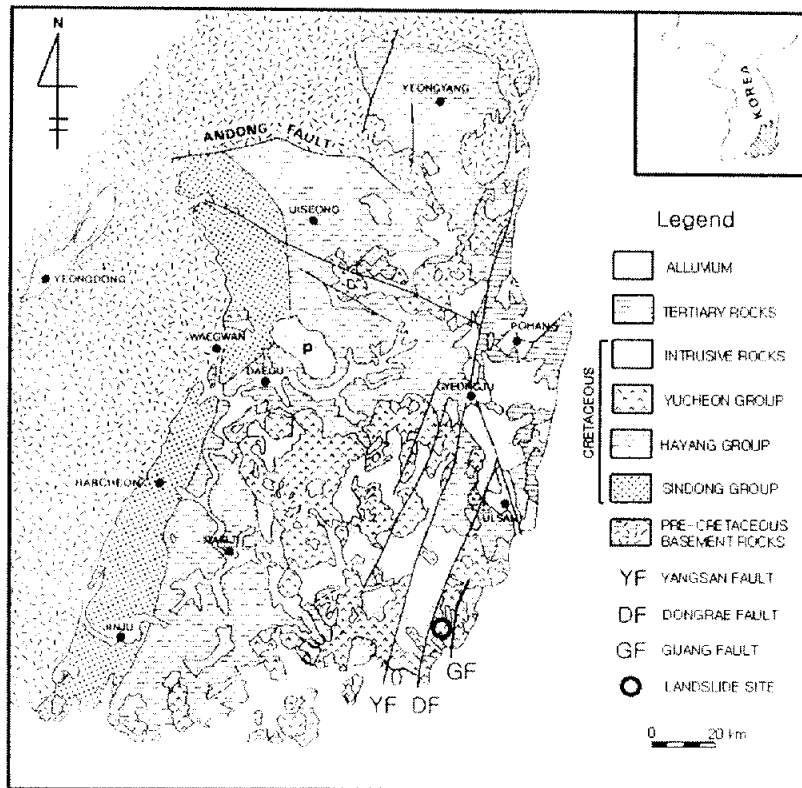 N
KOREA
YEONGYANG
ANDONG FAULT
UISEONG
YEONGDONG
WAEGWAN
P
DAEGU
POHANG
GYEONGJU
HABCHEON
ULSAN
JINJU
YF DF GF
Legend
ALLUVIUM
TERTIARY ROCKS
CRETACEOUS
INTRUSIVE ROCKS
YUCHEON GROUP
HAYANG GROUP
SINDONG GROUP
PRE-CRETACEOUS
BASEMENT ROCKS
YF YANGSAN FAULT
DF DONGRAE FAULT
GF GIJANG FAULT
LANDSLIDE SITE
0 20 km